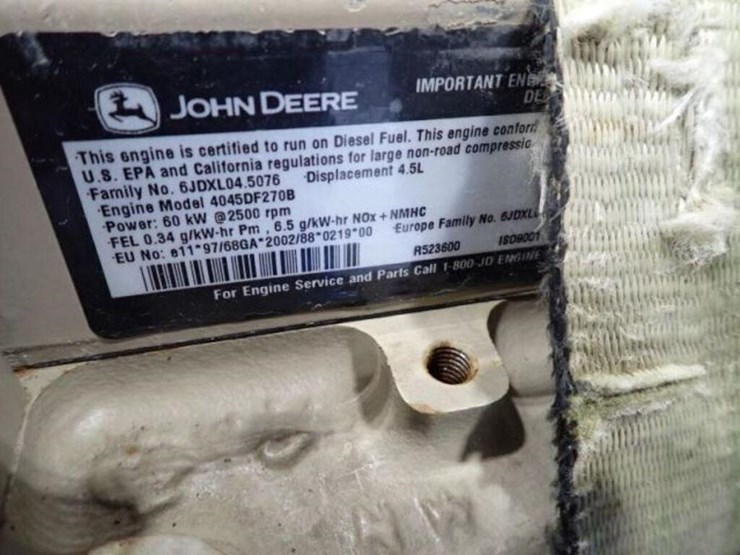 JOHN DEERE
IMPORTANT
This engine is certified to run on Diesel Fuel. This engine
U.S. EPA and California regulations for large non-road
Family No. 6JDXL04.5076 Displacement 4.5L
Engine Model 4045DF270B
Power: 60 kW @2500 rpm
FEL 0.34 g/kW-hr Pm , 6.5 g/kW-hr NOx + NMHC
EU No: e11*97/68GA*2002/88*0219*00 Europe Family No.
R523600 ISO9001
For Engine Service and Parts Call 1-800-JD ENGINE